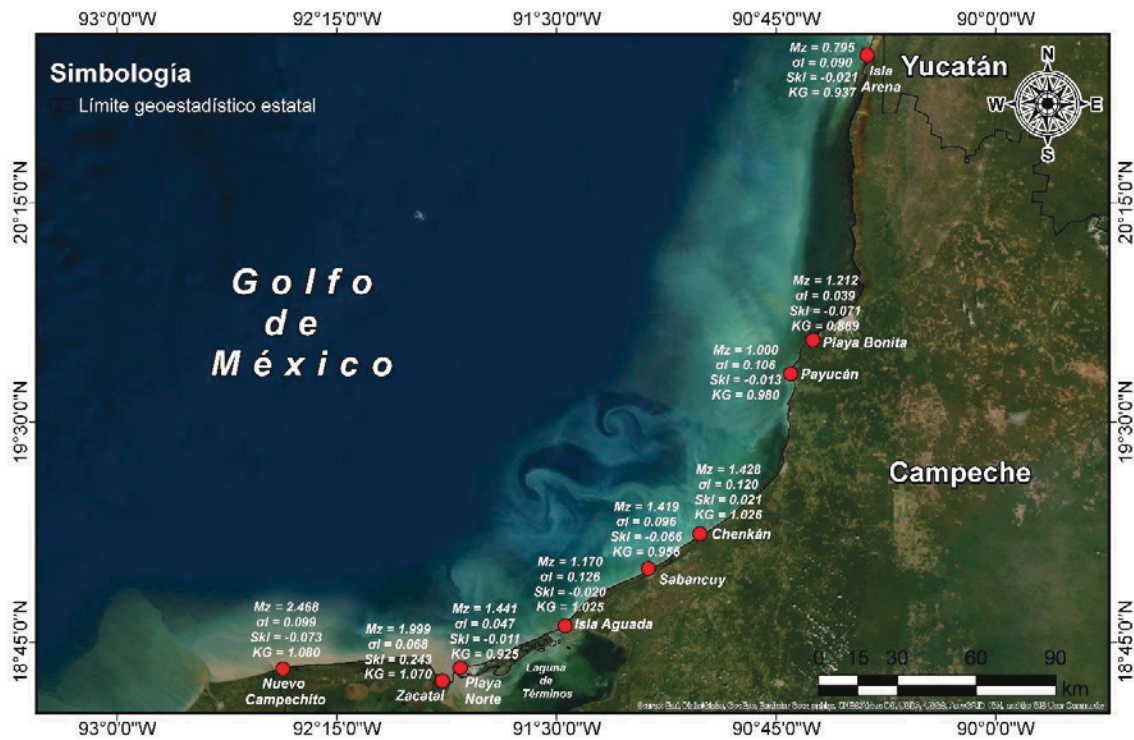 93°0'0"W
92°15'0"W
91°30'0"W
90°45'0"W
90°0'0"W
Simbología
Límite geoestadístico estatal
Mz = 0.795
σI = 0.090
SkI = -0.021
KG = 0.937
Isla
Arena
Yucatán
N
W
E
S
20°15'0"N
20°15'0"N
Golfo
de
México
Mz = 1.212
σI = 0.039
SkI = -0.071
KG = 0.869
Playa Bonita
Mz = 1.000
σI = 0.106
SkI = -0.013
KG = 0.980
Payucán
19°30'0"N
19°30'0"N
Campeche
Mz = 1.428
σI = 0.120
SkI = 0.021
KG = 1.026
Chenkán
Mz = 1.419
σI = 0.096
SkI = -0.066
KG = 0.956
Sabancuy
Mz = 1.170
σI = 0.126
SkI = -0.020
KG = 1.025
Isla Aguada
Mz = 2.468
σI = 0.099
SkI = -0.073
KG = 1.080
Nuevo
Campechito
Mz = 1.999
σI = 0.068
SkI = 0.243
KG = 1.070
Zacatal
Mz = 1.441
σI = 0.047
SkI = -0.011
KG = 0.925
Playa
Norte
Laguna
de
Términos
18°45'0"N
18°45'0"N
0 15 30 60 90
km
93°0'0"W
92°15'0"W
91°30'0"W
90°45'0"W
90°0'0"W